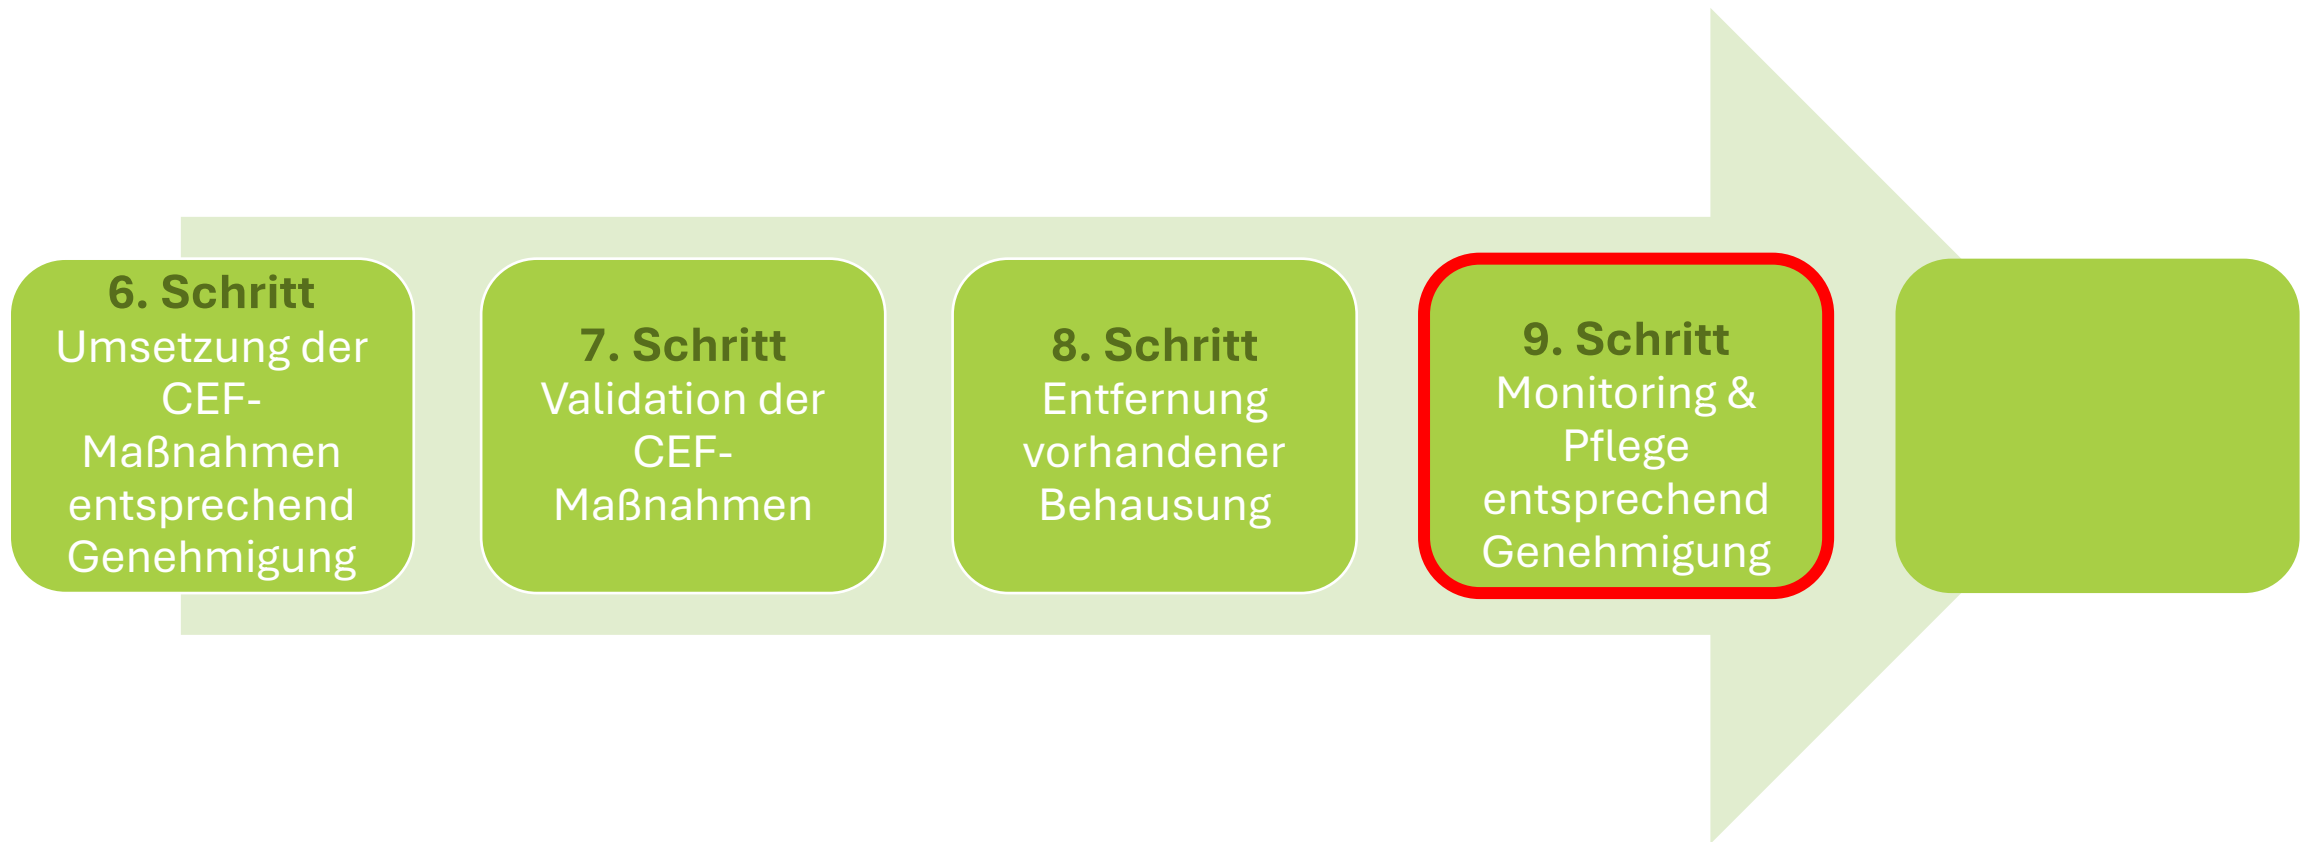 6. Schritt
Umsetzung der
CEF-
Maßnahmen
entsprechend
Genehmigung
7. Schritt
Validation der
CEF-
Maßnahmen
8. Schritt
Entfernung
vorhandener
Behausung
9. Schritt
Monitoring &
Pflege
entsprechend
Genehmigung